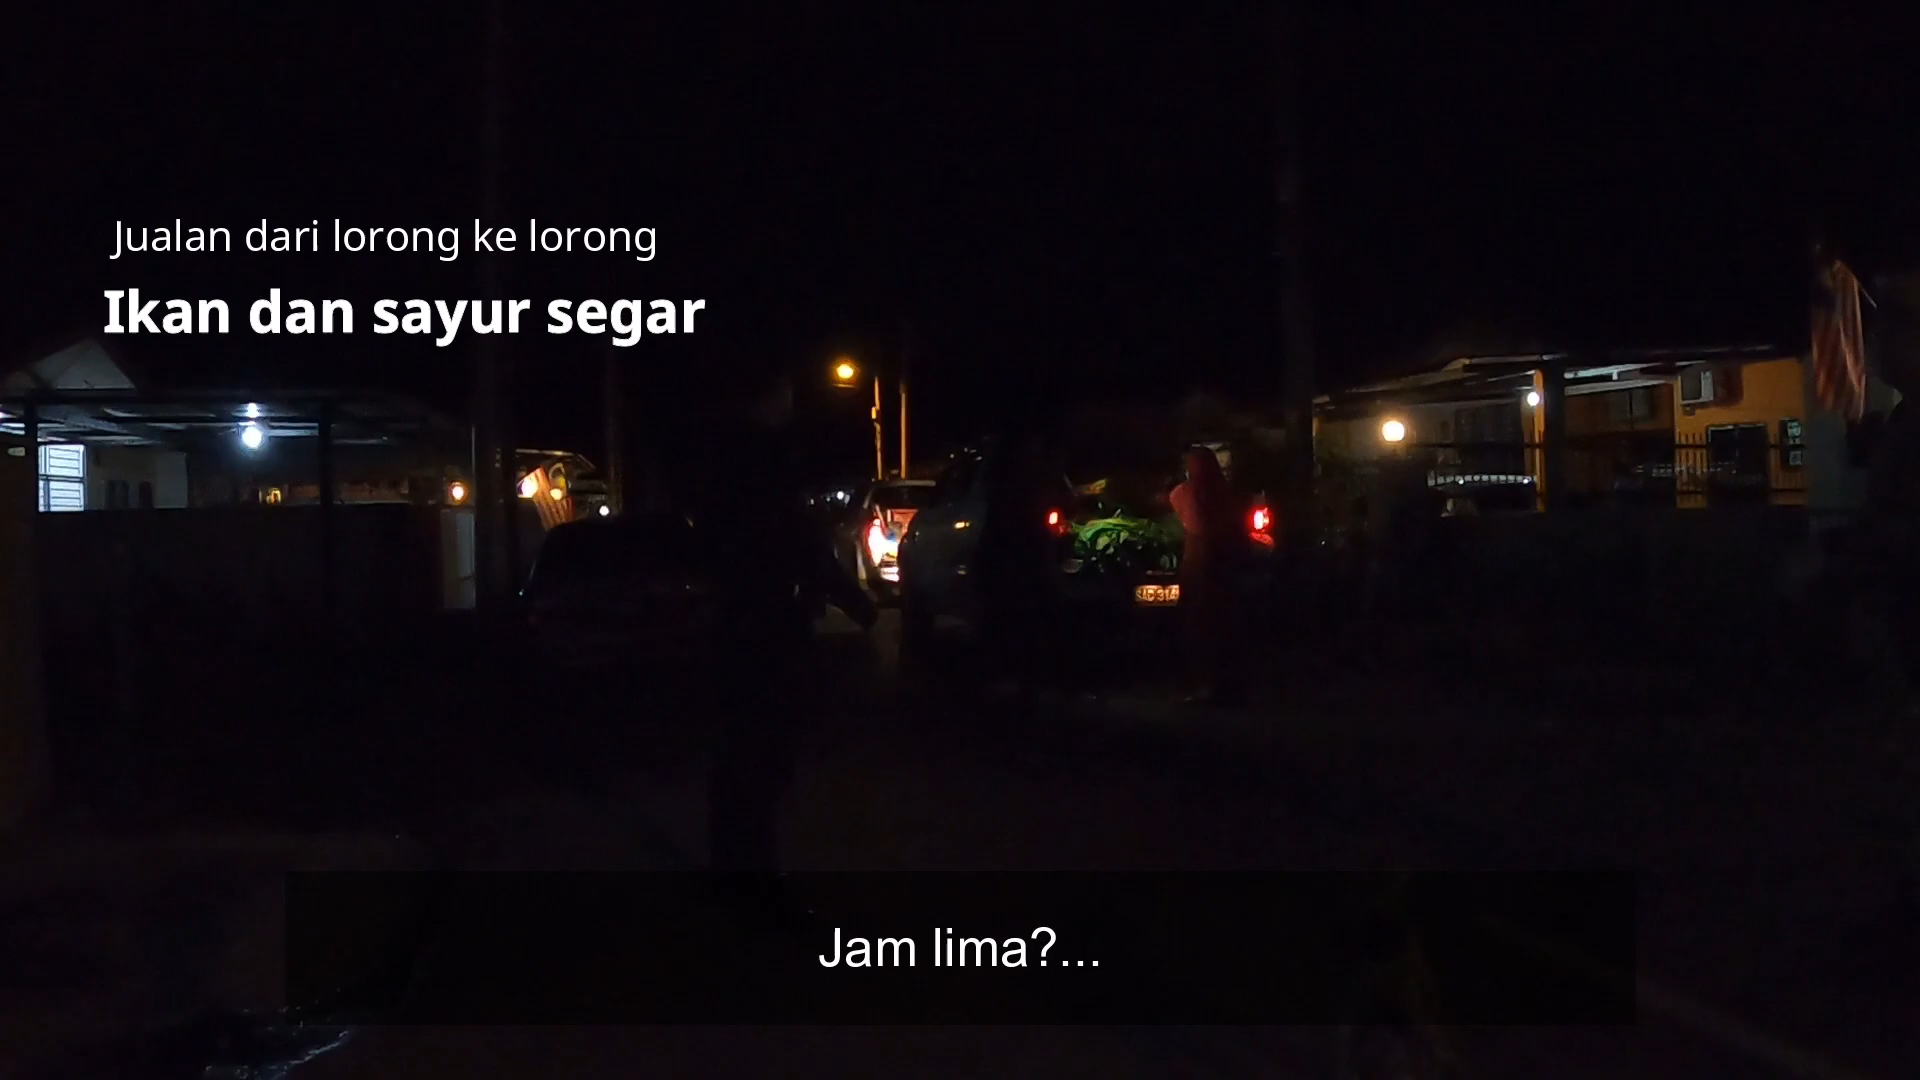 Jualan dari lorong ke lorong
Ikan dan sayur segar
Jam lima?...